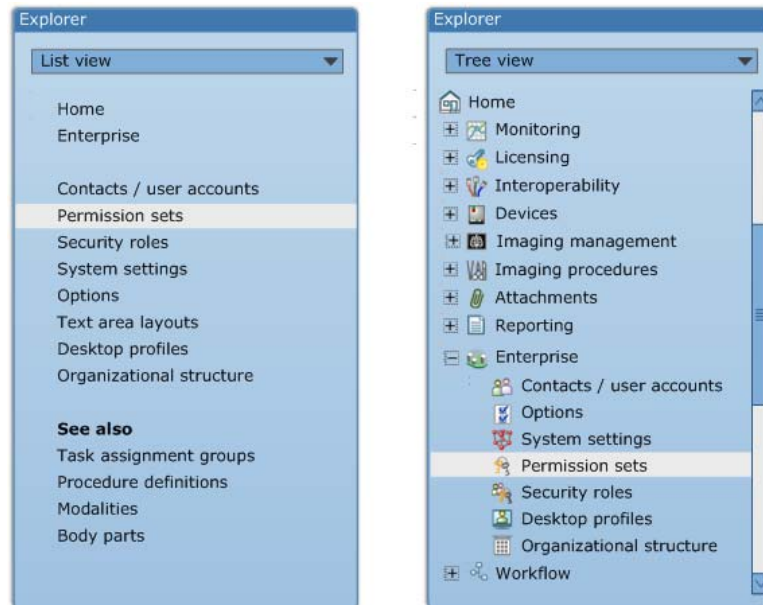 Explorer
List view
Home
Enterprise
Contacts / user accounts
Permission sets
Security roles
System settings
Options
Text area layouts
Desktop profiles
Organizational structure
See also
Task assignment groups
Procedure definitions
Modalities
Body parts
Explorer
Tree view
Home
Monitoring
Licensing
Interoperability
Devices
Imaging management
Imaging procedures
Attachments
Reporting
Enterprise
Contacts / user accounts
Options
System settings
Permission sets
Security roles
Desktop profiles
Organizational structure
Workflow